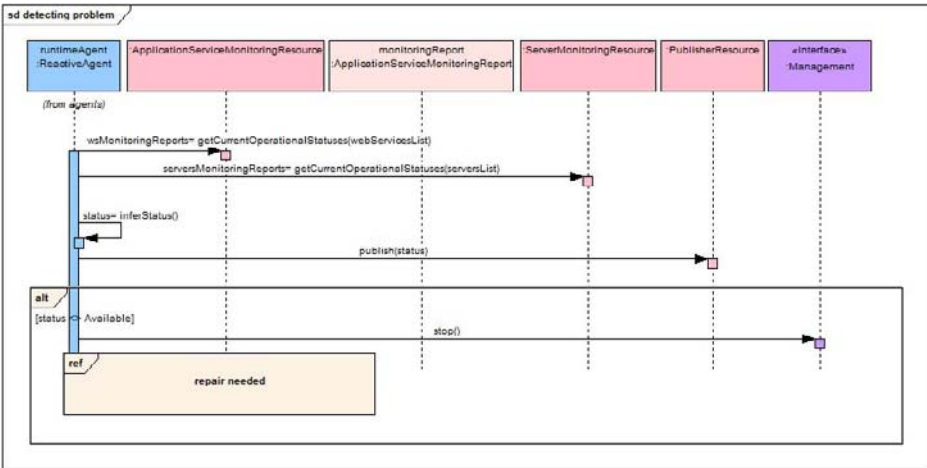 sd detecting problem
runtimeAgent
:ReactiveAgent
:ApplicationServiceMonitoringResource
monitoringReport
:ApplicationServiceMonitoringReport
:ServerMonitoringResource
:PublisherResource
«interface»
:Management
(from agents)
wsMonitoringReports= getCurrentOperationalStatuses(webServicesList)
serversMonitoringReports= getCurrentOperationalStatuses(serversList)
status= inferStatus()
publish(status)
alt
[status <> Available]
stop()
ref
repair needed